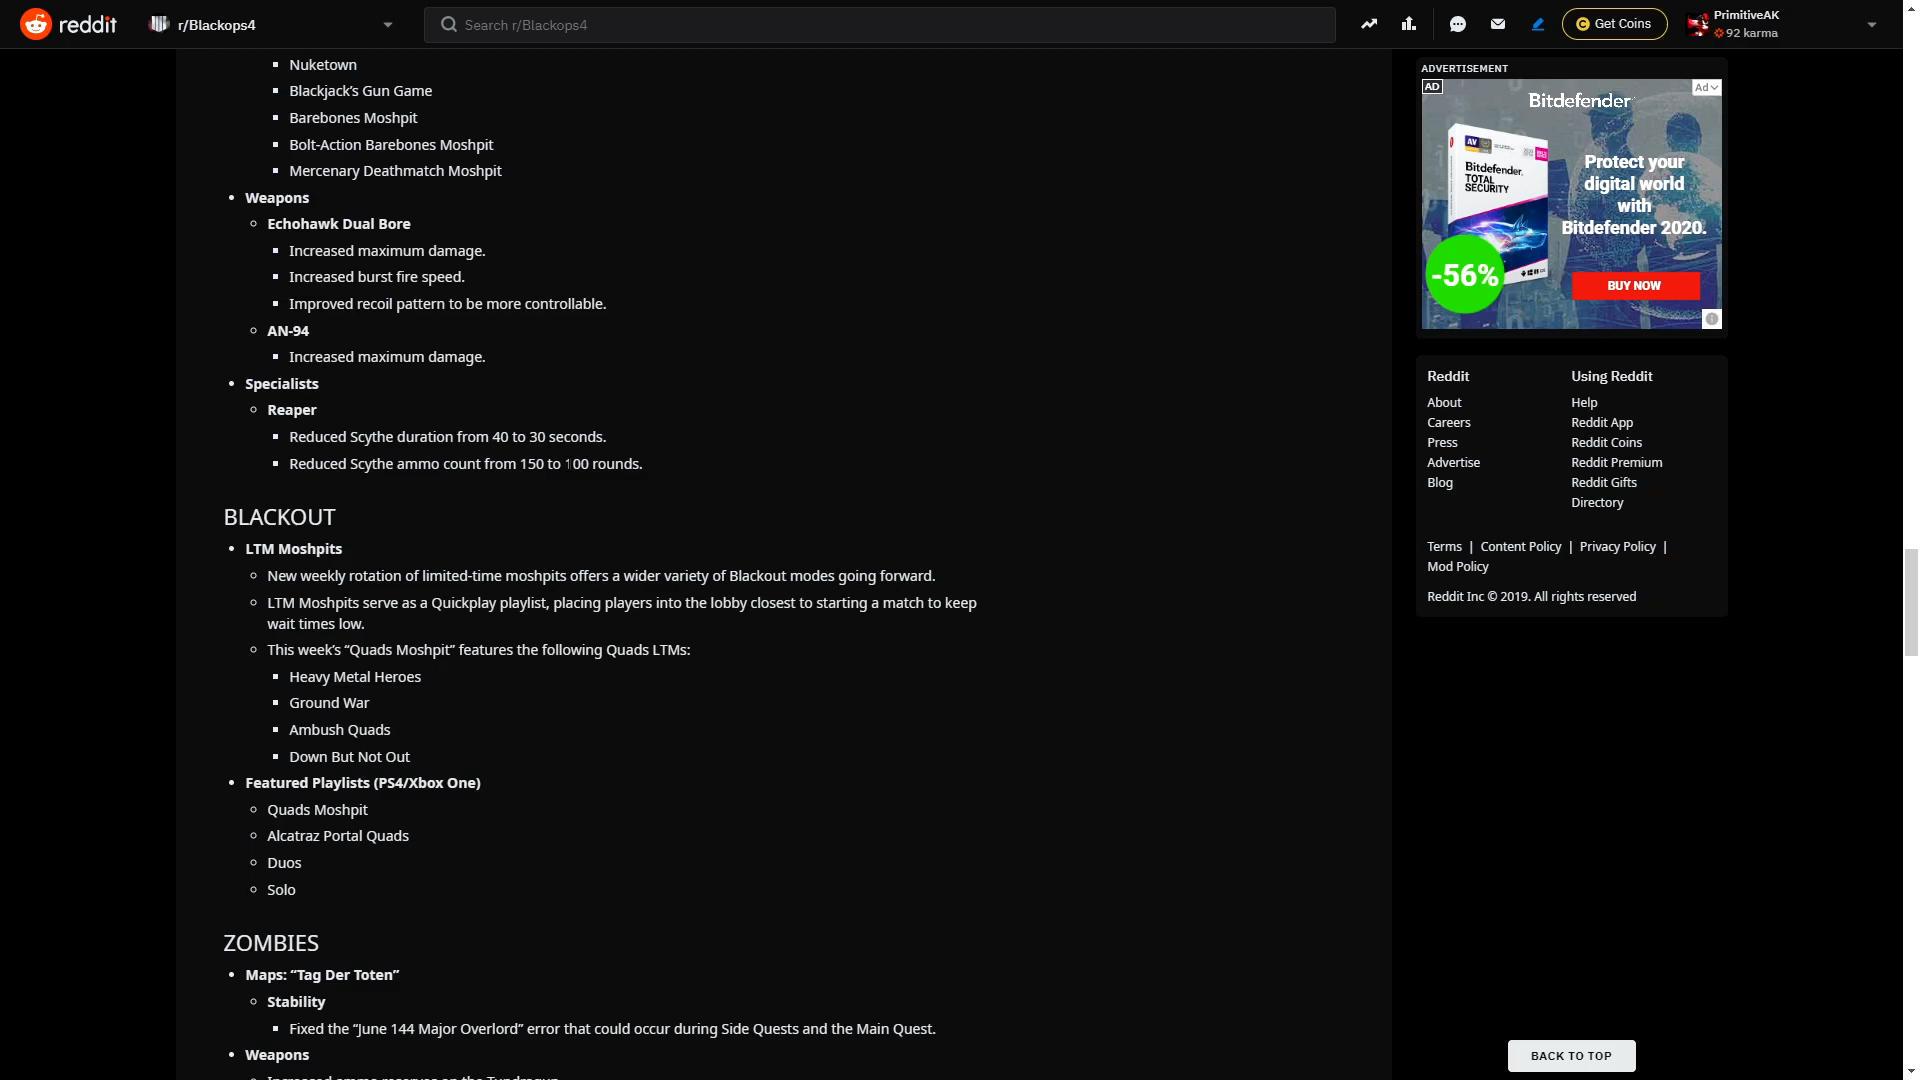 reddit
r/Blackops4
Search r/Blackops4
Get Coins
PrimitiveAK
92 karma
Nuketown
Blackjack's Gun Game
Barebones Moshpit
Bolt-Action Barebones Moshpit
Mercenary Deathmatch Moshpit
Weapons
Echohawk Dual Bore
Increased maximum damage.
Increased burst fire speed.
Improved recoil pattern to be more controllable.
AN-94
Increased maximum damage.
Specialists
Reaper
Reduced Scythe duration from 40 to 30 seconds.
Reduced Scythe ammo count from 150 to 100 rounds.
BLACKOUT
LTM Moshpits
New weekly rotation of limited-time moshpits offers a wider variety of Blackout modes going forward.
LTM Moshpits serve as a Quickplay playlist, placing players into the lobby closest to starting a match to keep
wait times low.
This week's “Quads Moshpit” features the following Quads LTMs:
Heavy Metal Heroes
Ground War
Ambush Quads
Down But Not Out
Featured Playlists (PS4/Xbox One)
Quads Moshpit
Alcatraz Portal Quads
Duos
Solo
ZOMBIES
Maps: “Tag Der Toten”
Stability
Fixed the “June 144 Major Overlord” error that could occur during Side Quests and the Main Quest.
Weapons
Increased ammo reserves on the Tundragun
ADVERTISEMENT
AD
Ad
Bitdefender
AV
Bitdefender
TOTAL
SECURITY
Protect your
digital world
with
Bitdefender 2020.
-56%
BUY NOW
Reddit
Using Reddit
About
Help
Careers
Reddit App
Press
Reddit Coins
Advertise
Reddit Premium
Blog
Reddit Gifts
Directory
Terms | Content Policy | Privacy Policy |
Mod Policy
Reddit Inc © 2019. All rights reserved
BACK TO TOP